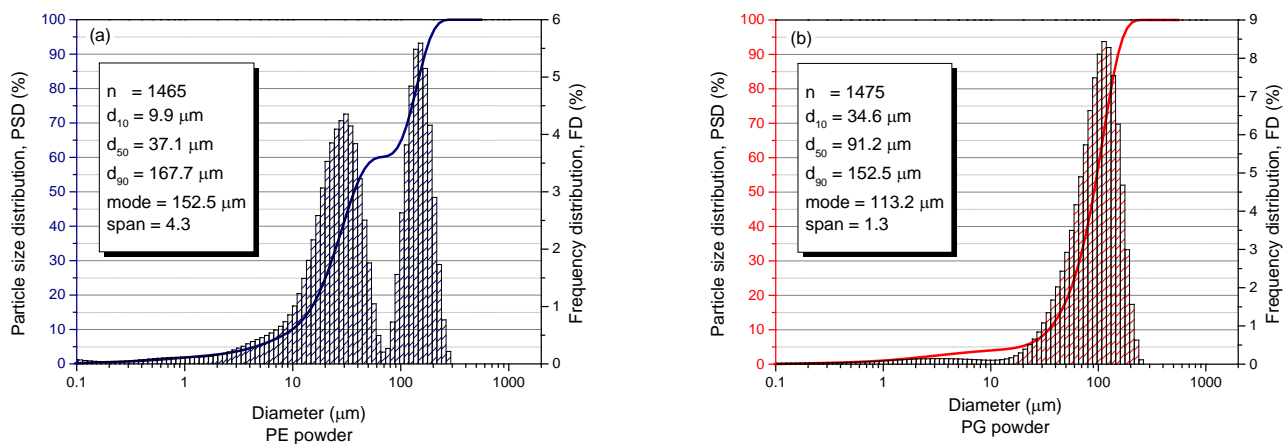 (a)
n = 1465
d10 = 9.9 μm
d50 = 37.1 μm
d90 = 167.7 μm
mode = 152.5 μm
span = 4.3
Particle size distribution, PSD (%)
100
90
80
70
60
50
40
30
20
10
0
Frequency distribution, FD (%)
6
5
4
3
2
1
0
0.1 1 10 100 1000
Diameter (μm)
PE powder
(b)
n = 1475
d10 = 34.6 μm
d50 = 91.2 μm
d90 = 152.5 μm
mode = 113.2 μm
span = 1.3
Particle size distribution, PSD (%)
100
90
80
70
60
50
40
30
20
10
0
Frequency distribution, FD (%)
9
8
7
6
5
4
3
2
1
0
0.1 1 10 100 1000
Diameter (μm)
PG powder